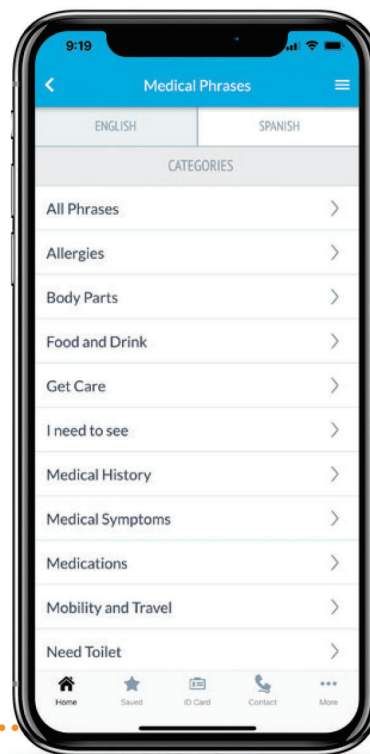 9:19
Medical Phrases
ENGLISH SPANISH
CATEGORIES
All Phrases
Allergies
Body Parts
Food and Drink
Get Care
I need to see
Medical History
Medical Symptoms
Medications
Mobility and Travel
Need Toilet
Home Saved ID Card Contact More